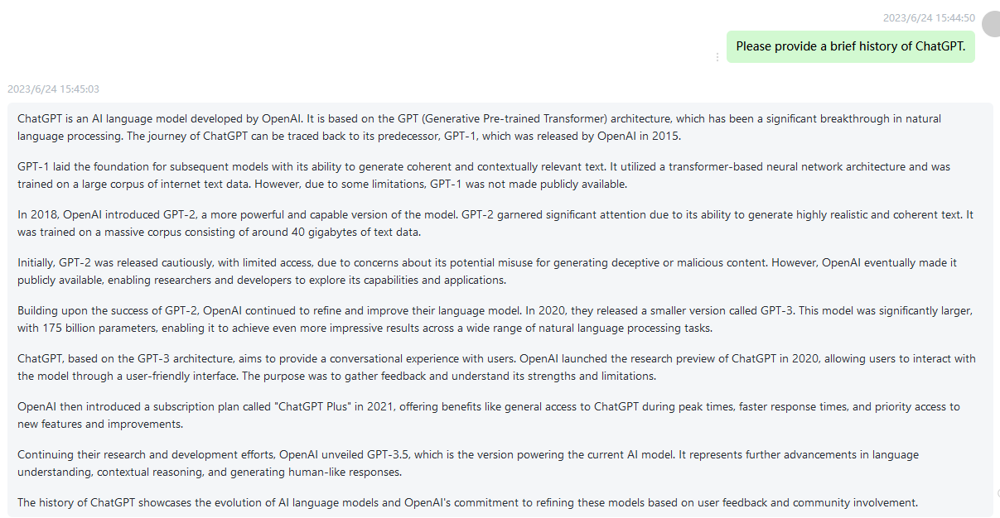 2023/6/24 15:44:50
Please provide a brief history of ChatGPT.
2023/6/24 15:45:03
ChatGPT is an AI language model developed by OpenAI. It is based on the GPT (Generative Pre-trained Transformer) architecture, which has been a significant breakthrough in natural
language processing. The journey of ChatGPT can be traced back to its predecessor, GPT-1, which was released by OpenAI in 2015.
GPT-1 laid the foundation for subsequent models with its ability to generate coherent and contextually relevant text. It utilized a transformer-based neural network architecture and was
trained on a large corpus of internet text data. However, due to some limitations, GPT-1 was not made publicly available.
In 2018, OpenAI introduced GPT-2, a more powerful and capable version of the model. GPT-2 garnered significant attention due to its ability to generate highly realistic and coherent text. It
was trained on a massive corpus consisting of around 40 gigabytes of text data.
Initially, GPT-2 was released cautiously, with limited access, due to concerns about its potential misuse for generating deceptive or malicious content. However, OpenAI eventually made it
publicly available, enabling researchers and developers to explore its capabilities and applications.
Building upon the success of GPT-2, OpenAI continued to refine and improve their language model. In 2020, they released a smaller version called GPT-3. This model was significantly larger,
with 175 billion parameters, enabling it to achieve even more impressive results across a wide range of natural language processing tasks.
ChatGPT, based on the GPT-3 architecture, aims to provide a conversational experience with users. OpenAI launched the research preview of ChatGPT in 2020, allowing users to interact with
the model through a user-friendly interface. The purpose was to gather feedback and understand its strengths and limitations.
OpenAI then introduced a subscription plan called "ChatGPT Plus" in 2021, offering benefits like general access to ChatGPT during peak times, faster response times, and priority access to
new features and improvements.
Continuing their research and development efforts, OpenAI unveiled GPT-3.5, which is the version powering the current AI model. It represents further advancements in language
understanding, contextual reasoning, and generating human-like responses.
The history of ChatGPT showcases the evolution of AI language models and OpenAI's commitment to refining these models based on user feedback and community involvement.